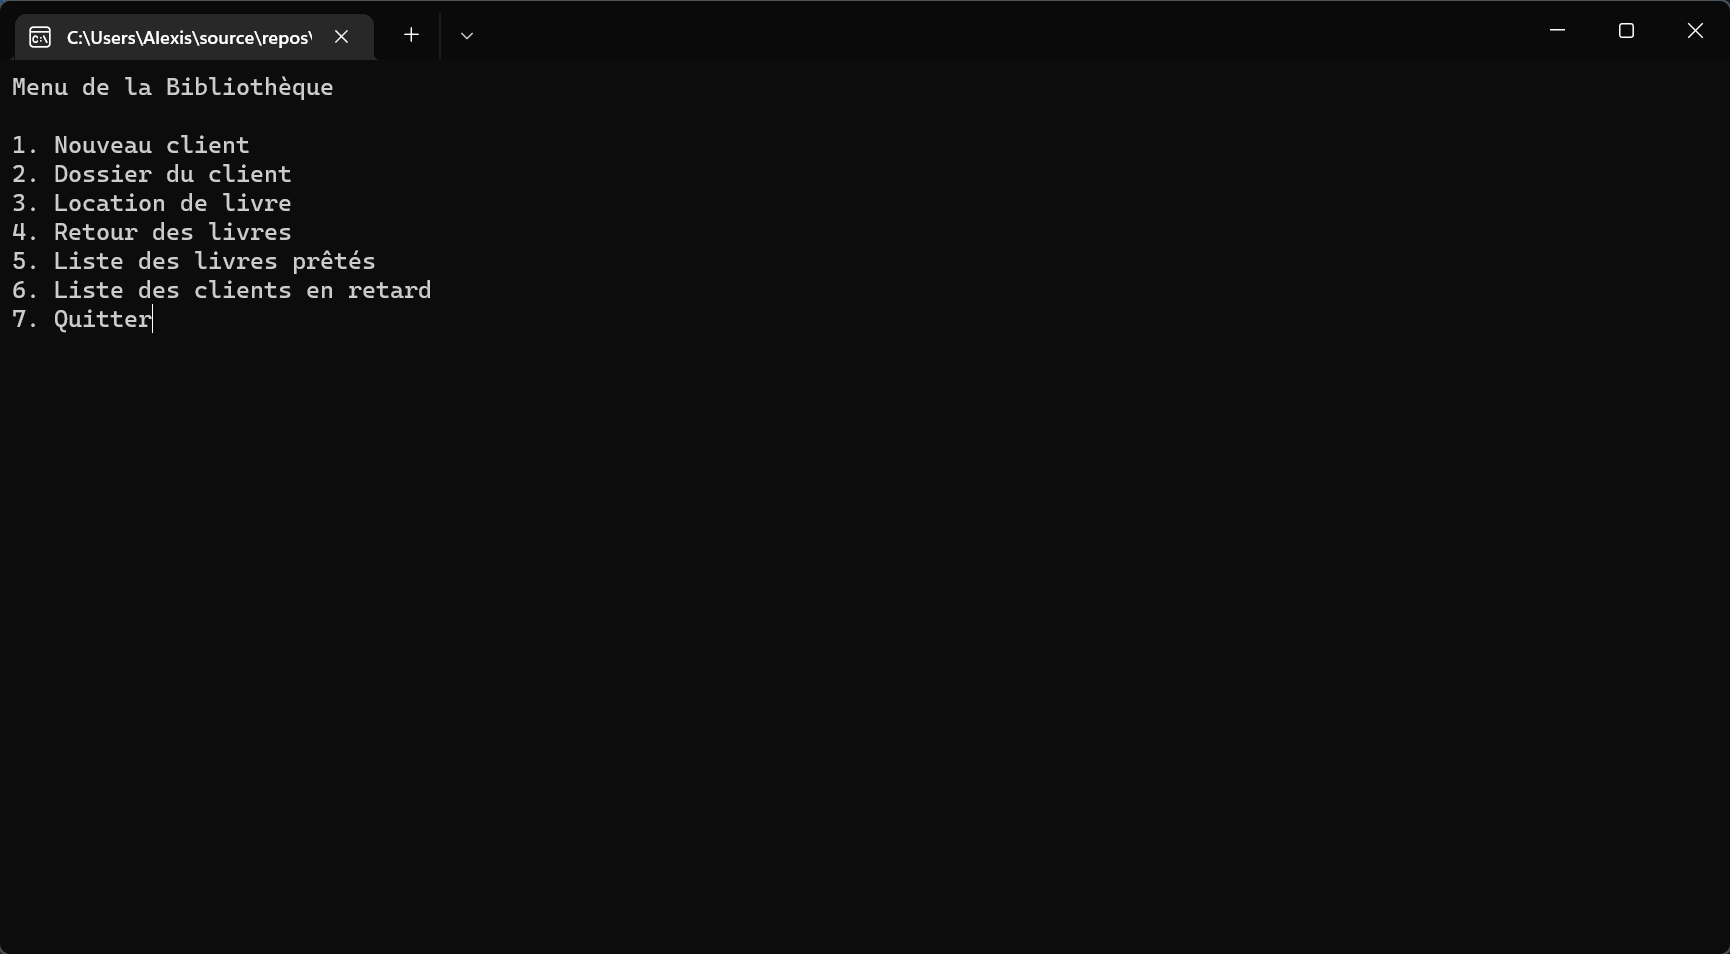 C:\Users\Alexis\source\repos\
Menu de la Bibliothèque
1. Nouveau client
2. Dossier du client
3. Location de livre
4. Retour des livres
5. Liste des livres prêtés
6. Liste des clients en retard
7. Quitter